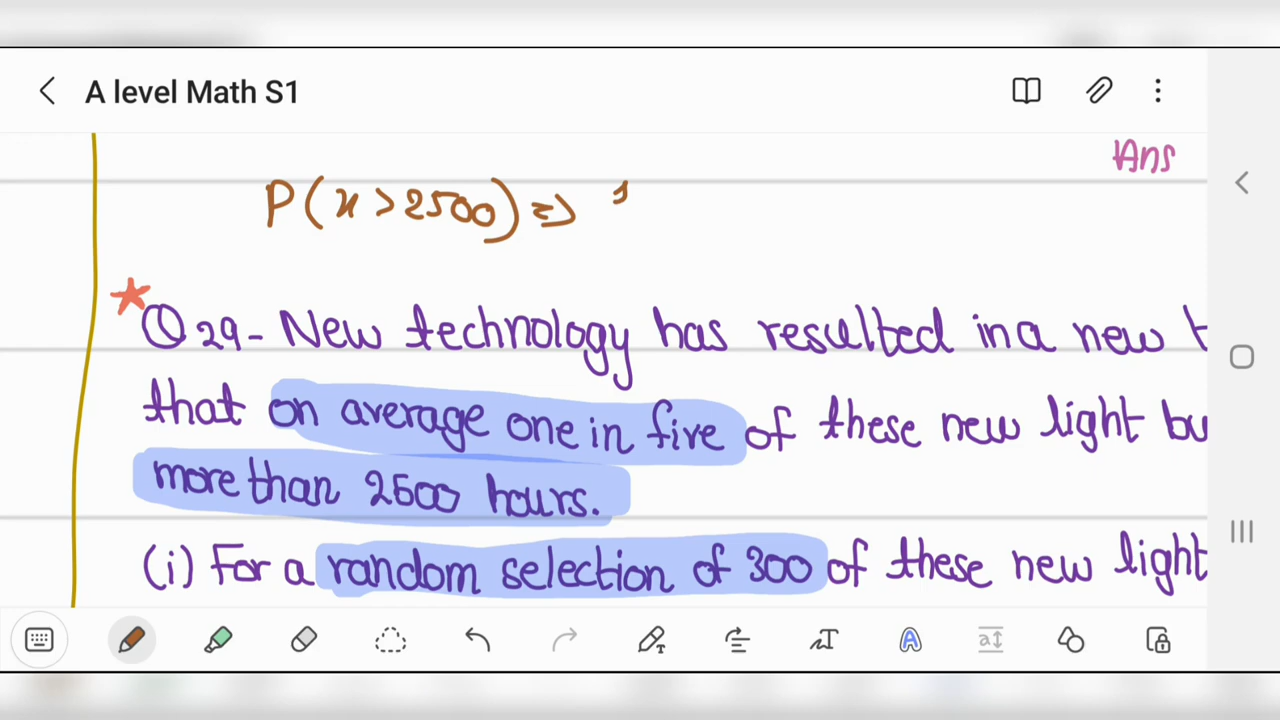 A level Math S1
Ans
P(x>2500) =>
Q29- New technology has resulted in a new t
that on average one in five of these new light bu
more than 2500 hours.
(i) For a random selection of 300 of these new light